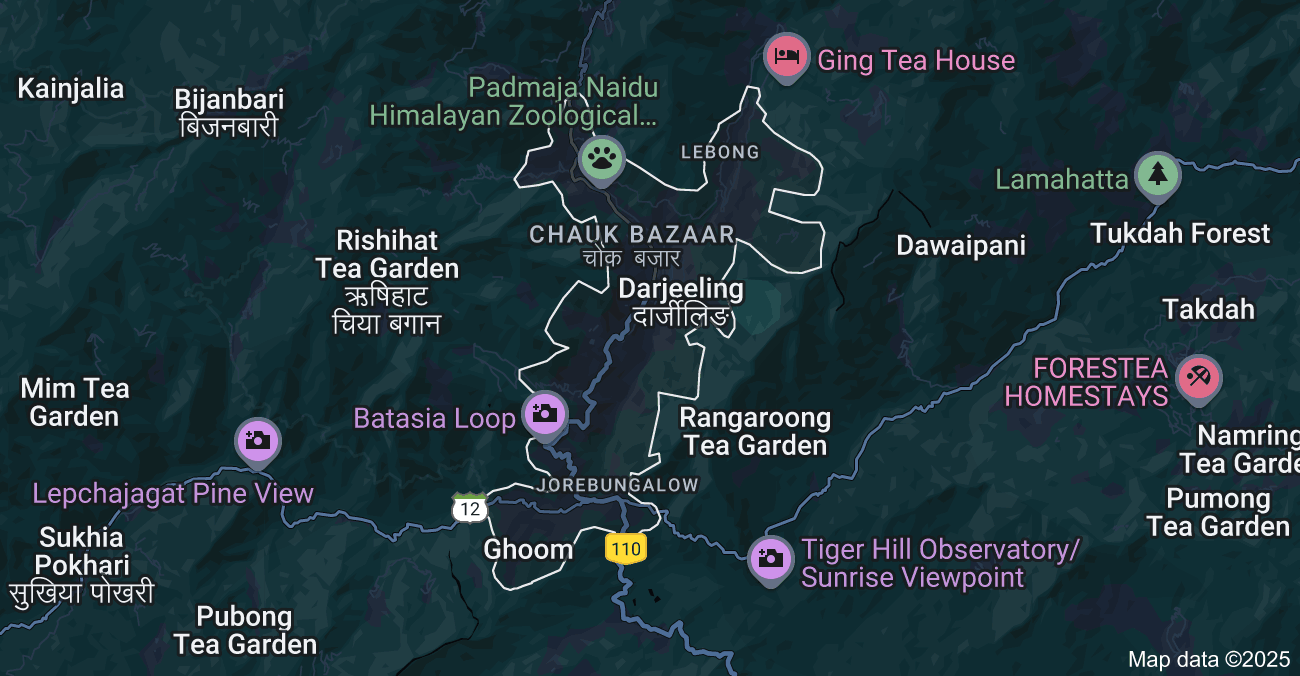 Kainjalia
Bijanbari
बिजनबारी
Padmaja Naidu
Himalayan Zoological...
Ging Tea House
LEBONG
Lamahatta
Tukdah Forest
Rishihat
Tea Garden
ऋषिहाट
चिया बगान
CHAUK BAZAAR
चोक बजार
Dawaipani
Darjeeling
दार्जीलिङ
Takdah
FORESTEA
HOMESTAYS
Mim Tea
Garden
Batasia Loop
Rangaroong
Tea Garden
Namring
Tea Garde
Lepchajagat Pine View
JOREBUNGALOW
12
Pumong
Tea Garden
Sukhia
Pokhari
सुखिया पोखरी
Ghoom
110
Tiger Hill Observatory/
Sunrise Viewpoint
Pubong
Tea Garden
Map data ©2025